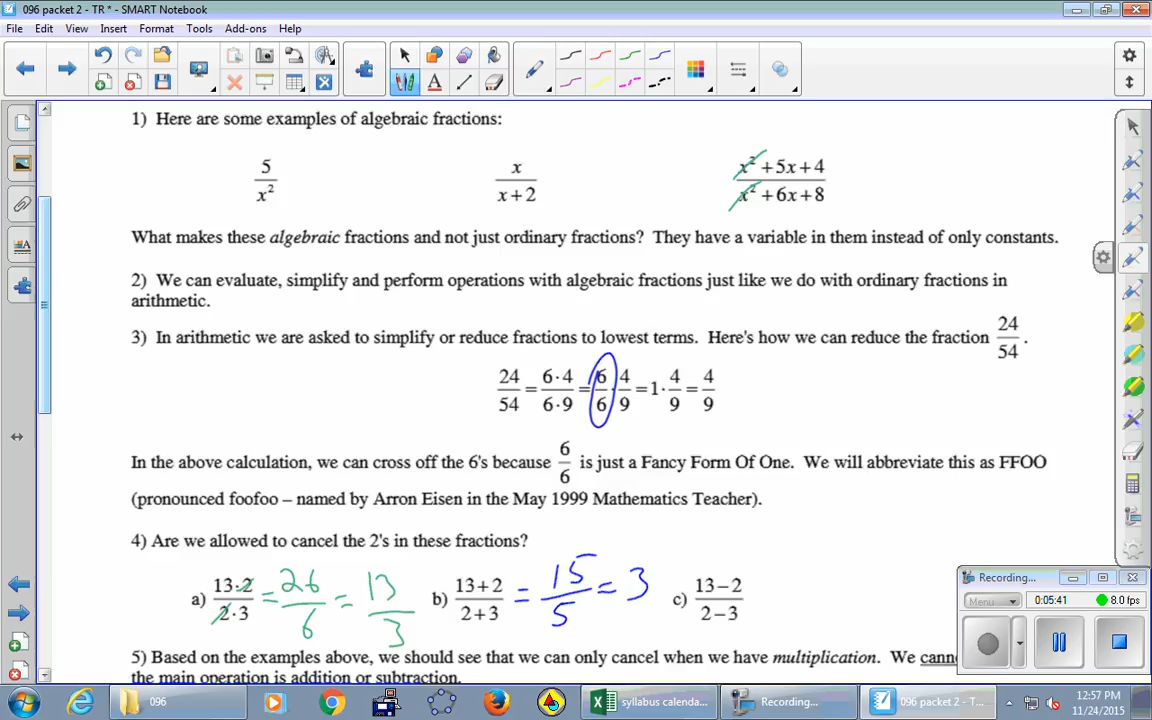 096 packet 2 - TR * - SMART Notebook
File Edit View Insert Format Tools Add-ons Help
1) Here are some examples of algebraic fractions:
5/x² x/(x+2) (x²+5x+4)/(x²+6x+8)
What makes these algebraic fractions and not just ordinary fractions? They have a variable in them instead of only constants.
2) We can evaluate, simplify and perform operations with algebraic fractions just like we do with ordinary fractions in
arithmetic.
3) In arithmetic we are asked to simplify or reduce fractions to lowest terms. Here's how we can reduce the fraction 24/54.
24/54 = 6·4/6·9 = 6/6 · 4/9 = 1 · 4/9 = 4/9
In the above calculation, we can cross off the 6's because 6/6 is just a Fancy Form Of One. We will abbreviate this as FFOO
(pronounced foofoo – named by Arron Eisen in the May 1999 Mathematics Teacher).
4) Are we allowed to cancel the 2's in these fractions?
a) 13·2/2·3 = 26/6 = 13/3 b) (13+2)/(2+3) = 15/5 = 3 c) (13−2)/(2−3)
5) Based on the examples above, we should see that we can only cancel when we have multiplication. We
the main operation is addition or subtraction.
Recording...
Menu
0:05:41
8.0 fps
096
syllabus calenda...
Recording...
packet 2 - T...
12:57 PM
11/24/2015